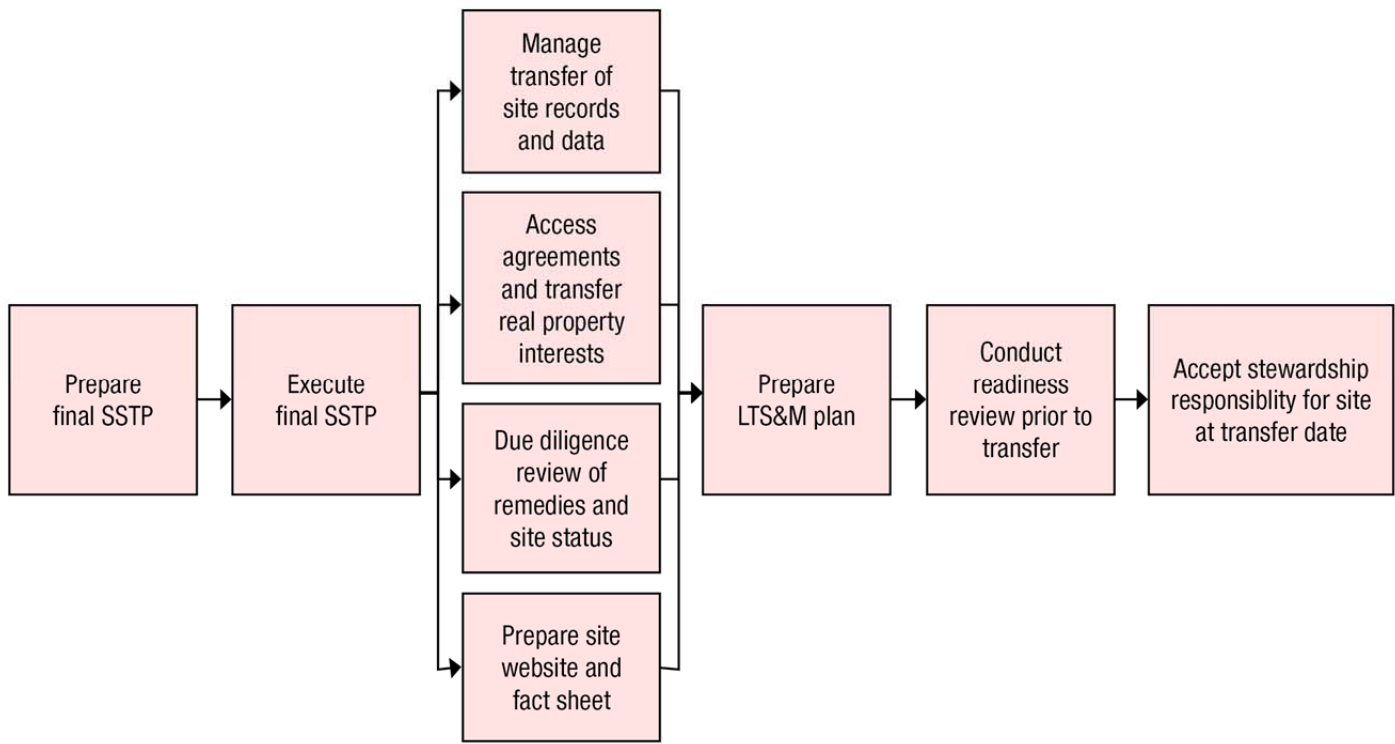 Prepare
final SSTP
Execute
final SSTP
Manage
transfer of
site records
and data
Access
agreements
and transfer
real property
interests
Due diligence
review of
remedies and
site status
Prepare site
website and
fact sheet
Prepare
LTS&M plan
Conduct
readiness
review prior to
transfer
Accept stewardship
responsiblity for site
at transfer date